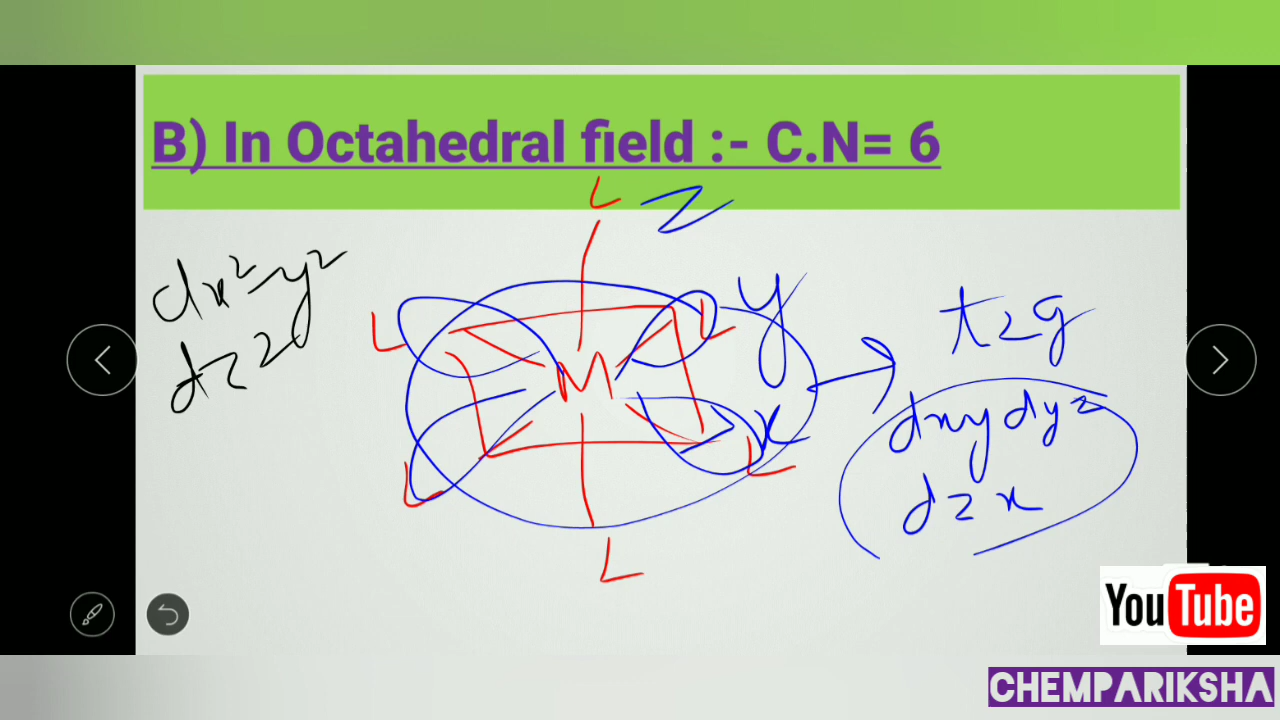 B) In Octahedral field :- C.N= 6
L
Z
dx²-y²
dz²
L
L
y
M
x
L
L
L
t2g
dxy dyz
dzx
YouTube
CHEMPARIKSHA